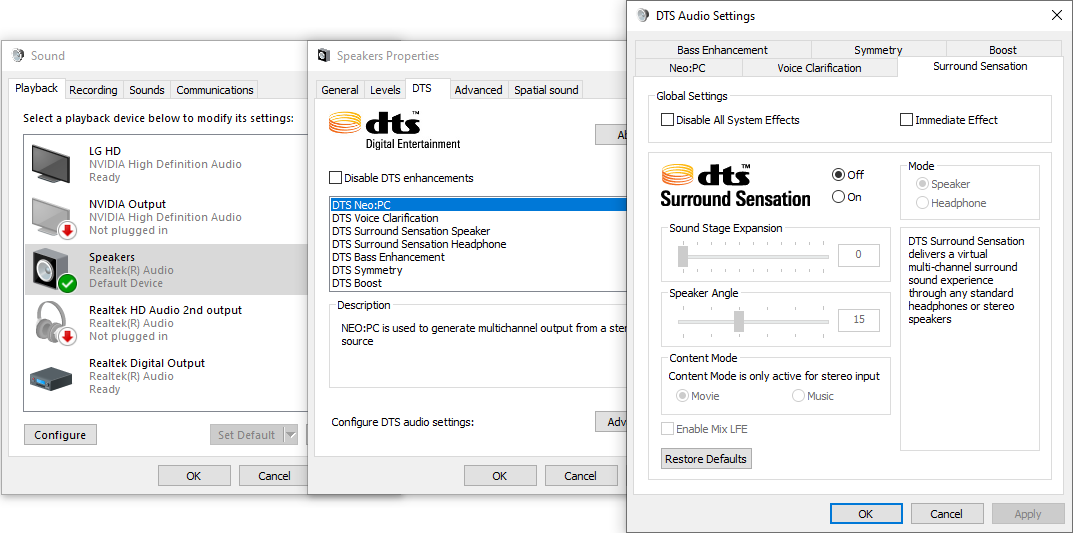 Sound
Playback
Recording
Sounds
Communications
Select a playback device below to modify its settings:
LG HD
NVIDIA High Definition Audio
Ready
NVIDIA Output
NVIDIA High Definition Audio
Not plugged in
Speakers
Realtek(R) Audio
Default Device
Realtek HD Audio 2nd output
Realtek(R) Audio
Not plugged in
Realtek Digital Output
Realtek(R) Audio
Ready
Configure
Set Default
OK
Cancel
Speakers Properties
General
Levels
DTS
Advanced
Spatial sound
dts™
Digital Entertainment
Ab
Disable DTS enhancements
DTS Neo:PC
DTS Voice Clarification
DTS Surround Sensation Speaker
DTS Surround Sensation Headphone
DTS Bass Enhancement
DTS Symmetry
DTS Boost
Description
NEO:PC is used to generate multichannel output from a ste
source
Configure DTS audio settings:
Adv
OK
Cancel
DTS Audio Settings
Bass Enhancement
Symmetry
Boost
Neo:PC
Voice Clarification
Surround Sensation
Global Settings
Disable All System Effects
Immediate Effect
dts™
Surround Sensation
Off
On
Mode
Speaker
Headphone
Sound Stage Expansion
0
Speaker Angle
15
Content Mode
Content Mode is only active for stereo input
Movie
Music
Enable Mix LFE
Restore Defaults
DTS Surround Sensation
delivers a virtual
multi-channel surround
sound experience
through any standard
headphones or stereo
speakers
OK
Cancel
Apply